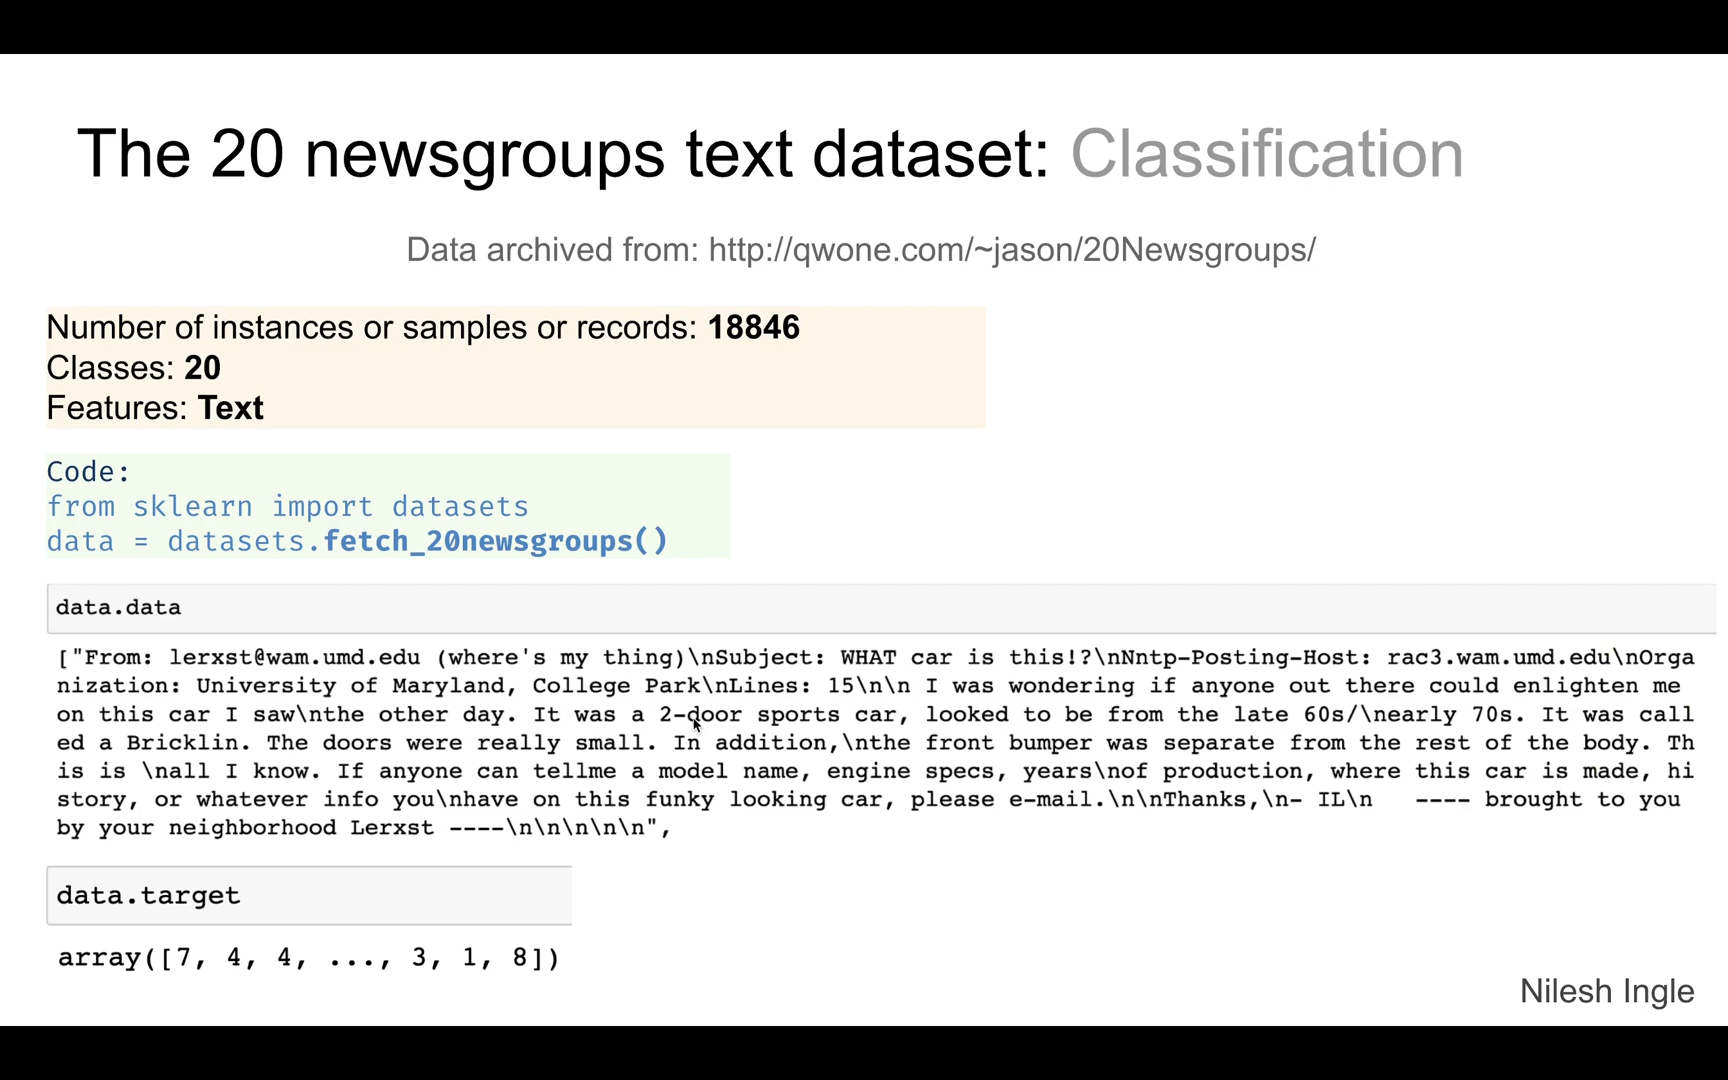 The 20 newsgroups text dataset: Classification
Data archived from: http://qwone.com/~jason/20Newsgroups/
Number of instances or samples or records: 18846
Classes: 20
Features: Text
Code:
from sklearn import datasets
data = datasets.fetch_20newsgroups()
data.data
["From: lerxst@wam.umd.edu (where's my thing)\nSubject: WHAT car is this!?\nNntp-Posting-Host: rac3.wam.umd.edu\nOrga
nization: University of Maryland, College Park\nLines: 15\n\n I was wondering if anyone out there could enlighten me
on this car I saw\nthe other day. It was a 2-door sports car, looked to be from the late 60s/\nearly 70s. It was call
ed a Bricklin. The doors were really small. In addition,\nthe front bumper was separate from the rest of the body. Th
is is \nall I know. If anyone can tellme a model name, engine specs, years\nof production, where this car is made, hi
story, or whatever info you\nhave on this funky looking car, please e-mail.\n\nThanks,\n- IL\n   ---- brought to you
by your neighborhood Lerxst ----\n\n\n\n\n",
data.target
array([7, 4, 4, ..., 3, 1, 8])
Nilesh Ingle